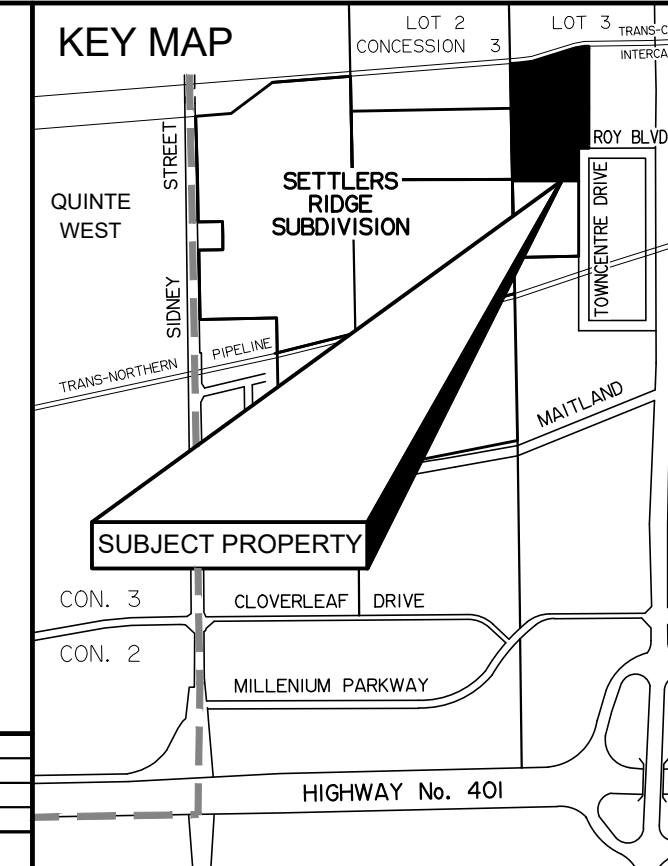 KEY MAP
LOT 2
CONCESSION 3
LOT 3
TRANS-C
INTERCA
STREET
ROY BLVD
QUINTE
WEST
SETTLERS
RIDGE
SUBDIVISION
TOWNCENTRE DRIVE
SIDNEY
TRANS-NORTHERN
PIPELINE
MAITLAND
SUBJECT PROPERTY
CON. 3
CLOVERLEAF
DRIVE
CON. 2
MILLENIUM PARKWAY
HIGHWAY No. 401